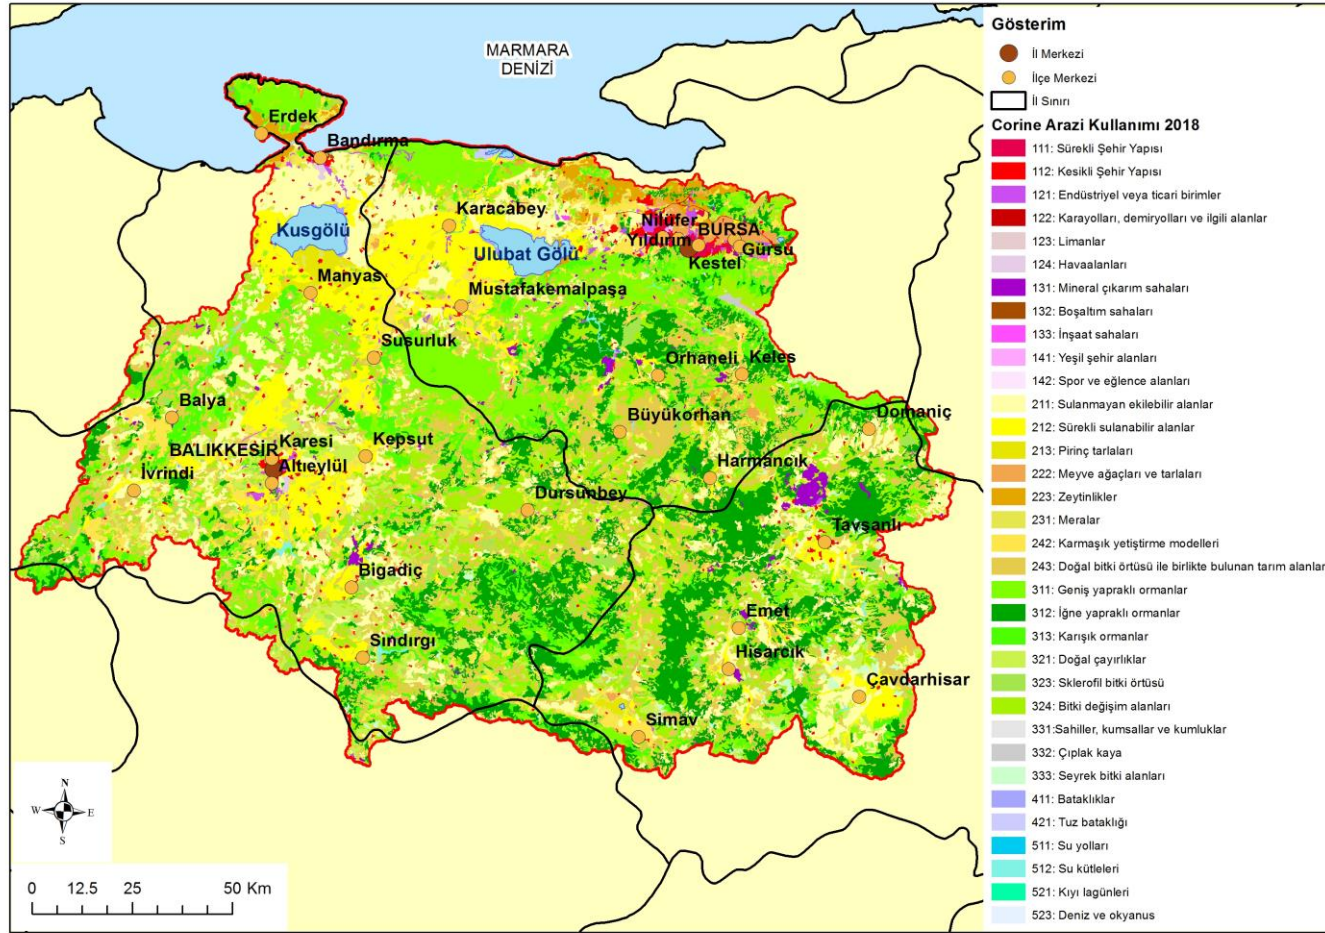 MARMARA
DENİZİ
Erdek
Bandırma
Karacabey
Kusgölü
Ulubat Gölü
Nilüfer
BURSA
Yıldırım
Gürsu
Kestel
Manyas
Mustafakemalpaşa
Susurluk
Orhaneli
Keles
Balya
Büyükorhan
Domaniç
BALIKKESİR
Karesi
Kepsut
Altıeylül
Harmancık
İvrindi
Dursunbey
Tavşanlı
Bigadiç
Emet
Sındırgı
Hisarcık
Çavdarhisar
Simav
N
W
E
S
0
12.5
25
50 Km
Gösterim
İl Merkezi
İlçe Merkezi
İl Sınırı
Corine Arazi Kullanımı 2018
111: Sürekli Şehir Yapısı
112: Kesikli Şehir Yapısı
121: Endüstriyel veya ticari birimler
122: Karayolları, demiryolları ve ilgili alanlar
123: Limanlar
124: Havaalanları
131: Mineral çıkarım sahaları
132: Boşaltım sahaları
133: İnşaat sahaları
141: Yeşil şehir alanları
142: Spor ve eğlence alanları
211: Sulanmayan ekilebilir alanlar
212: Sürekli sulanabilir alanlar
213: Pirinç tarlaları
222: Meyve ağaçları ve tarlaları
223: Zeytinlikler
231: Meralar
242: Karmaşık yetiştirme modelleri
243: Doğal bitki örtüsü ile birlikte bulunan tarım alanlar
311: Geniş yapraklı ormanlar
312: İğne yapraklı ormanlar
313: Karışık ormanlar
321: Doğal çayırlıklar
323: Sklerofil bitki örtüsü
324: Bitki değişim alanları
331:Sahiller, kumsallar ve kumluklar
332: Çıplak kaya
333: Seyrek bitki alanları
411: Bataklıklar
421: Tuz bataklığı
511: Su yolları
512: Su kütleleri
521: Kıyı lagünleri
523: Deniz ve okyanus